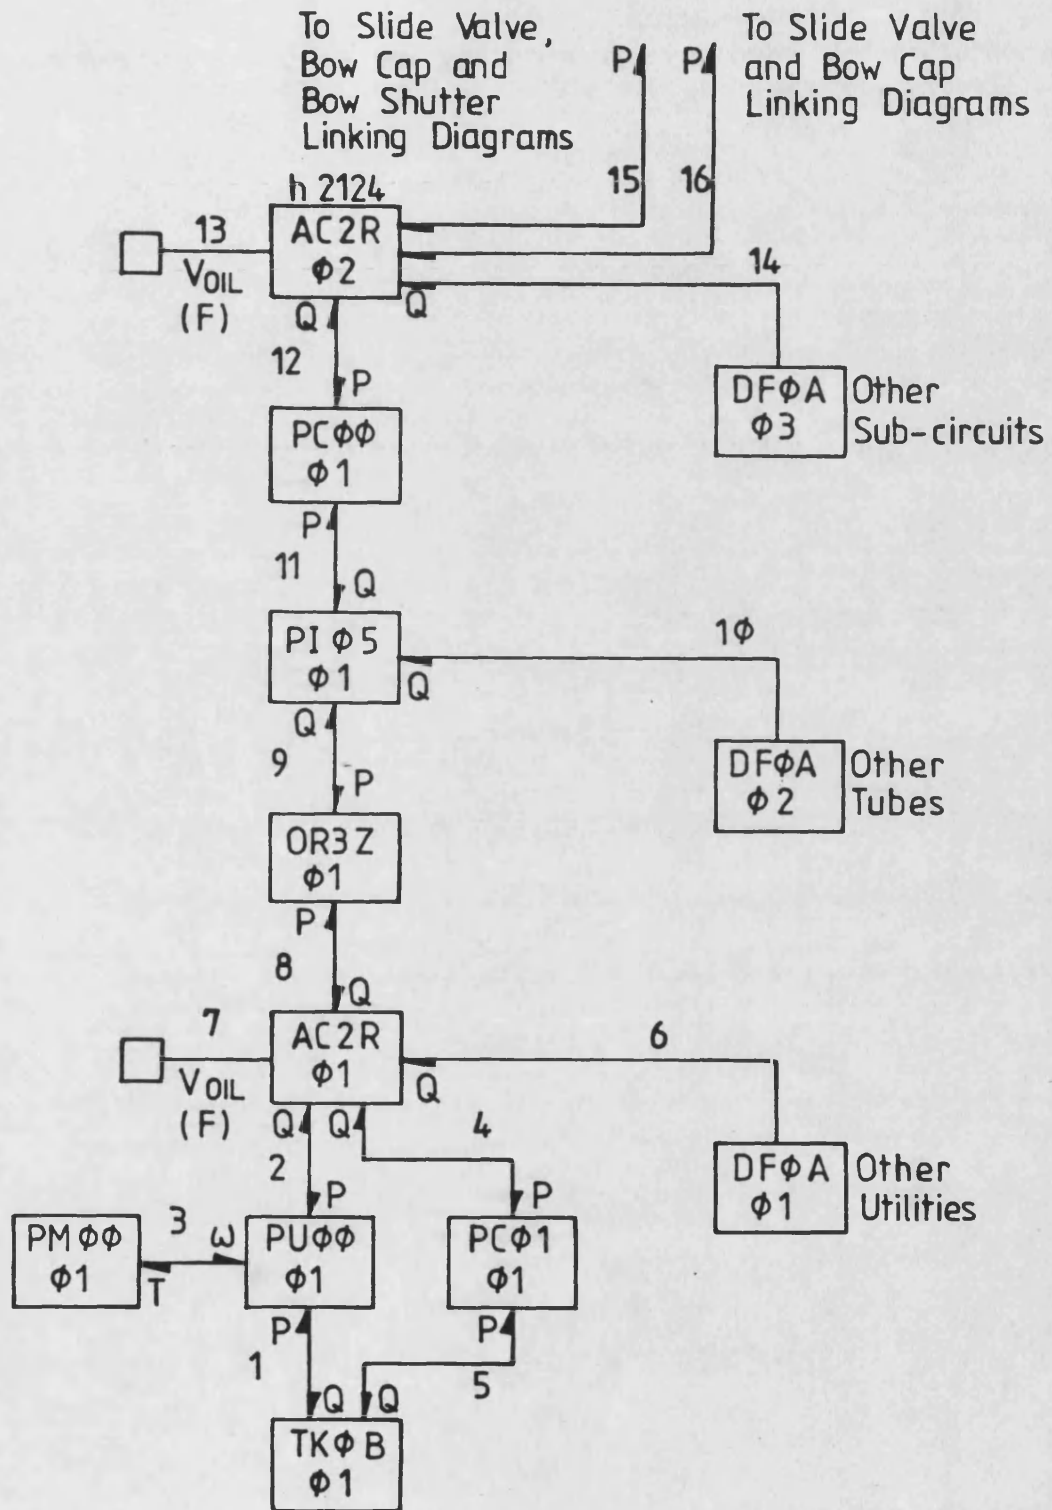 To Slide Valve,
Bow Cap and
Bow Shutter
Linking Diagrams
To Slide Valve
and Bow Cap
Linking Diagrams
P
P
15
16
h 2124
13
AC2R
ϕ2
VOIL
(F)
14
Q
Q
12
P
DFϕA
ϕ3
Other
Sub-circuits
PCϕϕ
ϕ1
P
11
Q
PIϕ5
ϕ1
1ϕ
Q
Q
9
P
DFϕA
ϕ2
Other
Tubes
OR3Z
ϕ1
P
8
Q
7
AC2R
ϕ1
6
VOIL
(F)
Q
Q
Q
4
2
P
P
DFϕA
ϕ1
Other
Utilities
PMϕϕ
ϕ1
3
ω
T
PUϕϕ
ϕ1
PCϕ1
ϕ1
P
P
1
5
Q
Q
TKϕB
ϕ1